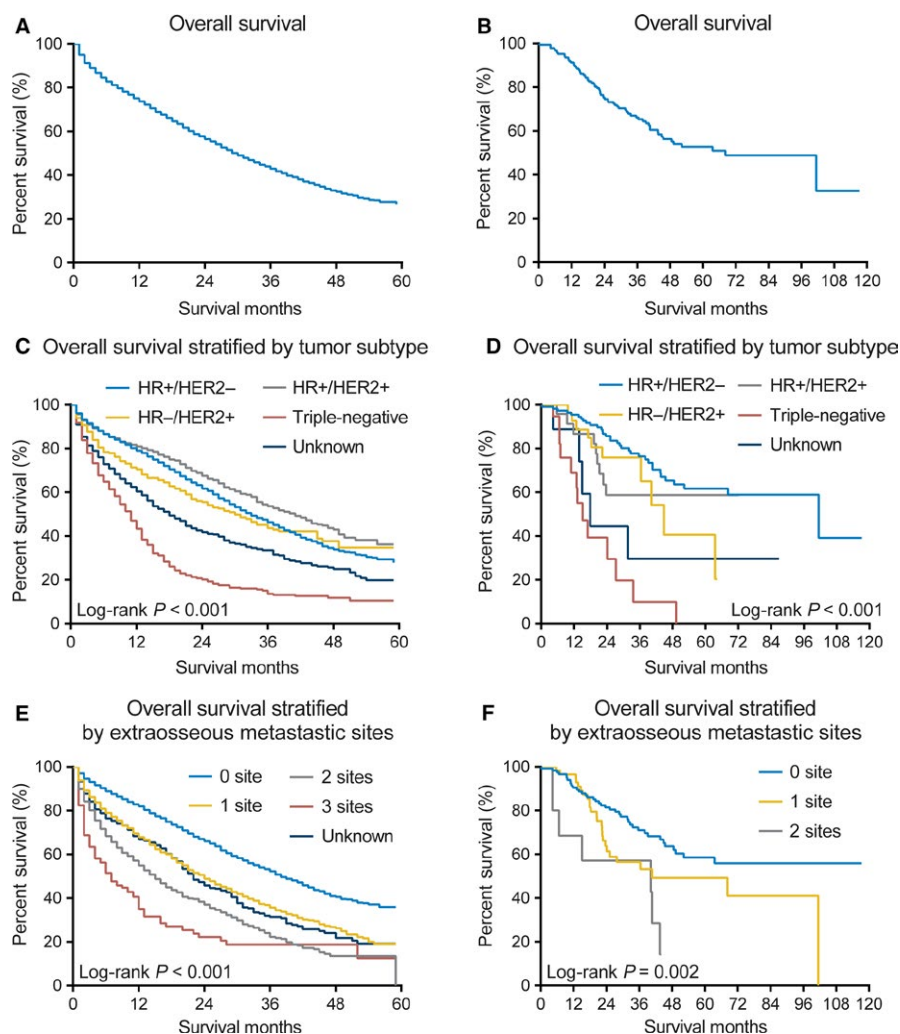 A
Overall survival
Percent survival (%)
100
80
60
40
20
0
0 12 24 36 48 60
Survival months
B
Overall survival
Percent survival (%)
100
80
60
40
20
0
0 12 24 36 48 60 72 84 96 108 120
Survival months
C Overall survival stratified by tumor subtype
HR+/HER2– HR+/HER2+
HR–/HER2+ Triple-negative
Unknown
Percent survival (%)
100
80
60
40
20
0
Log-rank P < 0.001
0 12 24 36 48 60
Survival months
D Overall survival stratified by tumor subtype
HR+/HER2– HR+/HER2+
HR–/HER2+ Triple-negative
Unknown
Percent survival (%)
100
80
60
40
20
0
Log-rank P < 0.001
0 12 24 36 48 60 72 84 96 108 120
Survival months
E Overall survival stratified
by extraosseous metastastic sites
0 site 2 sites
1 site 3 sites
Unknown
Percent survival (%)
100
80
60
40
20
0
Log-rank P < 0.001
0 12 24 36 48 60
Survival months
F Overall survival stratified
by extraosseous metastastic sites
0 site
1 site
2 sites
Percent survival (%)
100
80
60
40
20
0
Log-rank P = 0.002
0 12 24 36 48 60 72 84 96 108 120
Survival months